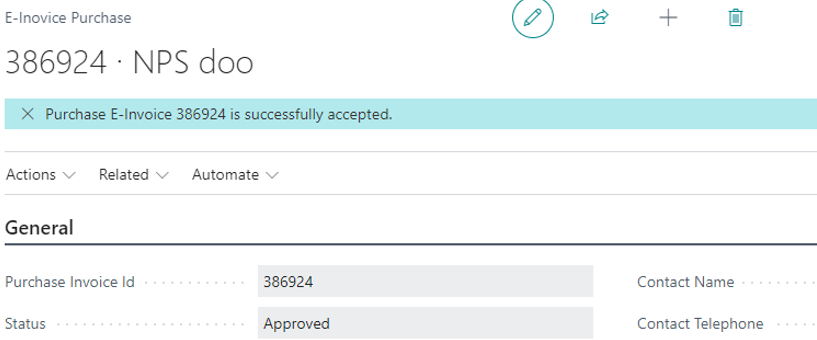 E-Inovice Purchase
386924 · NPS doo
Purchase E-Invoice 386924 is successfully accepted.
Actions Related Automate
General
Purchase Invoice Id 386924 Contact Name
Status Approved Contact Telephone